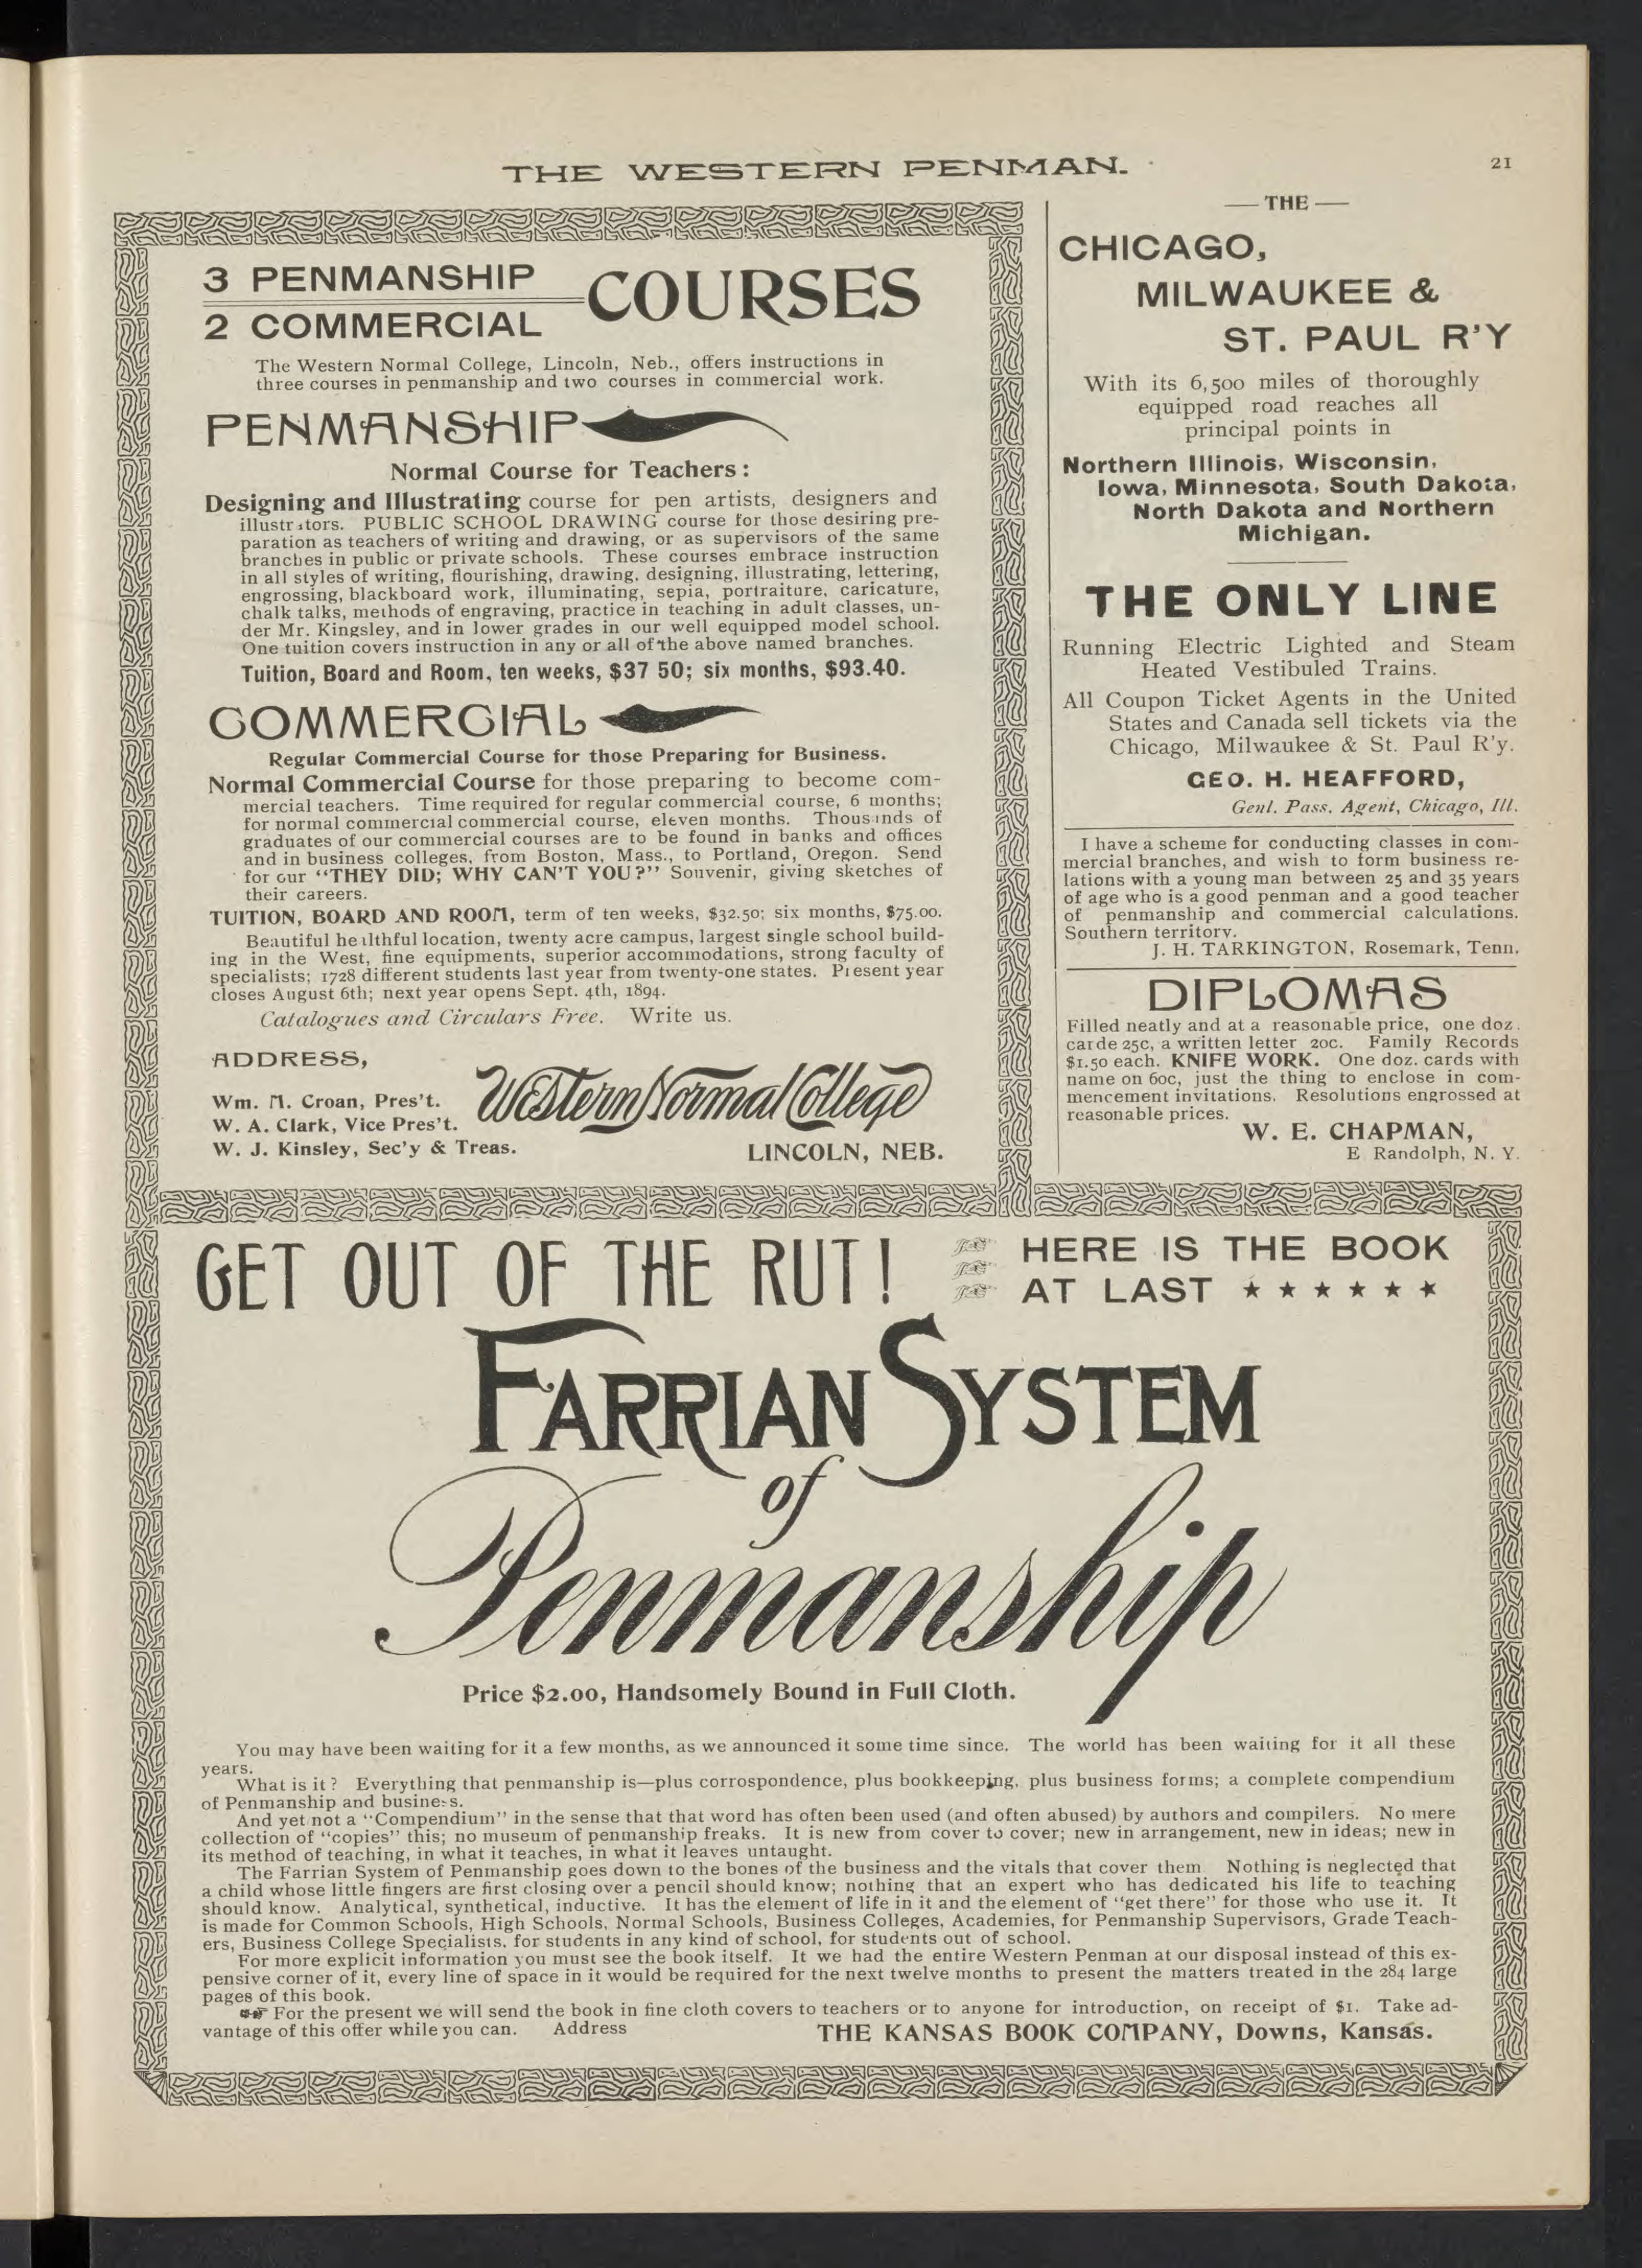 THE WESTERN PENMAN.
21
3 PENMANSHIP
2 COMMERCIAL
COURSES
The Western Normal College, Lincoln, Neb., offers instructions in
three courses in penmanship and two courses in commercial work.
PENMANSHIP
Normal Course for Teachers:
Designing and Illustrating course for pen artists, designers and
illustrators. PUBLIC SCHOOL DRAWING course for those desiring pre-
paration as teachers of writing and drawing, or as supervisors of the same
branches in public or private schools. These courses embrace instruction
in all styles of writing, flourishing, drawing, designing, illustrating, lettering,
engrossing, blackboard work, illuminating, sepia, portraiture, caricature,
chalk talks, methods of engraving, practice in teaching in adult classes, un-
der Mr. Kingsley, and in lower grades in our well equipped model school.
One tuition covers instruction in any or all of the above named branches.
Tuition, Board and Room, ten weeks, $37 50; six months, $93.40.
COMMERCIAL
Regular Commercial Course for those Preparing for Business.
Normal Commercial Course for those preparing to become com-
mercial teachers. Time required for regular commercial course, 6 months;
for normal commercial commercial course, eleven months. Thousands of
graduates of our commercial courses are to be found in banks and offices
and in business colleges, from Boston, Mass., to Portland, Oregon. Send
for our "THEY DID; WHY CAN'T YOU?" Souvenir, giving sketches of
their careers.
TUITION, BOARD AND ROOM, term of ten weeks, $32.50; six months, $75.00.
Beautiful healthful location, twenty acre campus, largest single school build-
ing in the West, fine equipments, superior accommodations, strong faculty of
specialists; 1728 different students last year from twenty-one states. Present year
closes August 6th; next year opens Sept. 4th, 1894.
Catalogues and Circulars Free. Write us.
ADDRESS,
Wm. M. Croan, Pres't.
W. A. Clark, Vice Pres't.
W. J. Kinsley, Sec'y & Treas.
Western Normal College
LINCOLN, NEB.
— THE —
CHICAGO,
MILWAUKEE &
ST. PAUL R'Y
With its 6,500 miles of thoroughly
equipped road reaches all
principal points in
Northern Illinois, Wisconsin,
Iowa, Minnesota, South Dakota,
North Dakota and Northern
Michigan.
THE ONLY LINE
Running Electric Lighted and Steam
Heated Vestibuled Trains.
All Coupon Ticket Agents in the United
States and Canada sell tickets via the
Chicago, Milwaukee & St. Paul R'y.
GEO. H. HEAFFORD,
Genl. Pass. Agent, Chicago, Ill.
I have a scheme for conducting classes in com-
mercial branches, and wish to form business re-
lations with a young man between 25 and 35 years
of age who is a good penman and a good teacher
of penmanship and commercial calculations.
Southern territory.
J. H. TARKINGTON, Rosemark, Tenn.
DIPLOMAS
Filled neatly and at a reasonable price, one doz.
carde 25c, a written letter 20c. Family Records
$1.50 each. KNIFE WORK. One doz. cards with
name on 60c, just the thing to enclose in com-
mencement invitations. Resolutions engrossed at
reasonable prices.
W. E. CHAPMAN,
E Randolph, N. Y.
GET OUT OF THE RUT!
HERE IS THE BOOK
AT LAST ★ ★ ★ ★ ★ ★
FARRIAN SYSTEM
of
Penmanship
Price $2.00, Handsomely Bound in Full Cloth.
You may have been waiting for it a few months, as we announced it some time since. The world has been waiting for it all these
years.
What is it? Everything that penmanship is—plus corrospondence, plus bookkeeping, plus business forms; a complete compendium
of Penmanship and business.
And yet not a "Compendium" in the sense that that word has often been used (and often abused) by authors and compilers. No mere
collection of "copies" this; no museum of penmanship freaks. It is new from cover to cover; new in arrangement, new in ideas; new in
its method of teaching, in what it teaches, in what it leaves untaught.
The Farrian System of Penmanship goes down to the bones of the business and the vitals that cover them. Nothing is neglected that
a child whose little fingers are first closing over a pencil should know; nothing that an expert who has dedicated his life to teaching
should know. Analytical, synthetical, inductive. It has the element of life in it and the element of "get there" for those who use it. It
is made for Common Schools, High Schools, Normal Schools, Business Colleges, Academies, for Penmanship Supervisors, Grade Teach-
ers, Business College Specialists, for students in any kind of school, for students out of school.
For more explicit information you must see the book itself. It we had the entire Western Penman at our disposal instead of this ex-
pensive corner of it, every line of space in it would be required for the next twelve months to present the matters treated in the 284 large
pages of this book.
☛ For the present we will send the book in fine cloth covers to teachers or to anyone for introduction, on receipt of $1. Take ad-
vantage of this offer while you can. Address
THE KANSAS BOOK COMPANY, Downs, Kansas.